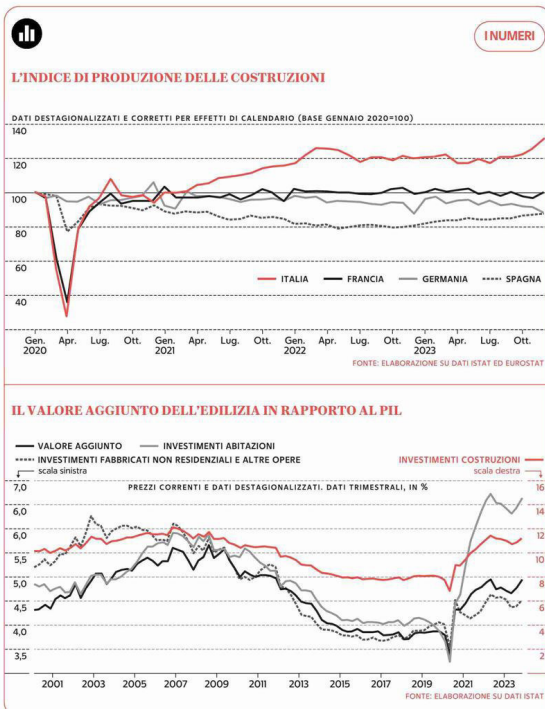 I NUMERI
L'INDICE DI PRODUZIONE DELLE COSTRUZIONI
DATI DESTAGIONALIZZATI E CORRETTI PER EFFETTI DI CALENDARIO (BASE GENNAIO 2020=100)
140
120
100
80
60
40
ITALIA FRANCIA GERMANIA SPAGNA
Gen. Apr. Lug. Ott. Gen. Apr. Lug. Ott. Gen. Apr. Lug. Ott. Gen. Apr. Lug. Ott.
2020 2021 2022 2023
FONTE: ELABORAZIONE SU DATI ISTAT ED EUROSTAT
IL VALORE AGGIUNTO DELL'EDILIZIA IN RAPPORTO AL PIL
VALORE AGGIUNTO INVESTIMENTI ABITAZIONI
INVESTIMENTI FABBRICATI NON RESIDENZIALI E ALTRE OPERE INVESTIMENTI COSTRUZIONI
scala sinistra scala destra
PREZZI CORRENTI E DATI DESTAGIONALIZZATI. DATI TRIMESTRALI, IN %
7,0 16
6,0 14
6,0 12
5,5 10
5,0 8
4,5 6
4,0 4
3,5 2
2001 2003 2005 2007 2009 2011 2013 2015 2017 2019 2021 2023
FONTE: ELABORAZIONE SU DATI ISTAT